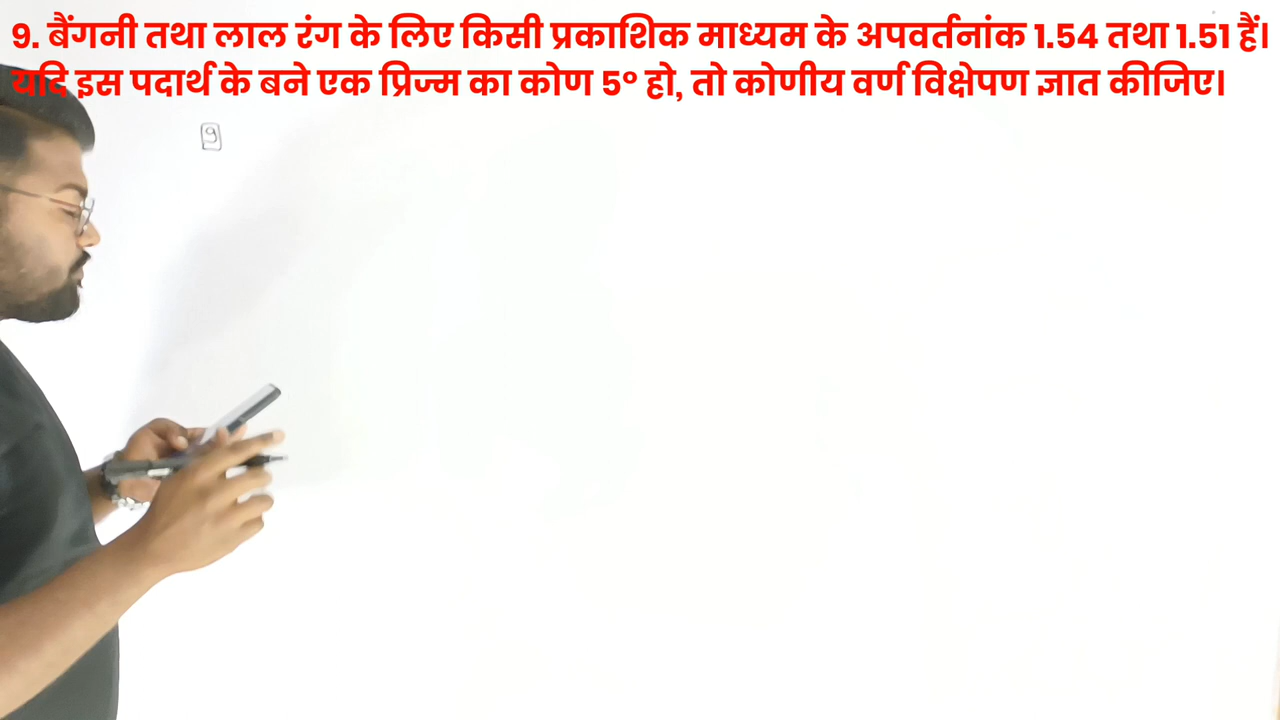 9. बैंगनी तथा लाल रंग के लिए किसी प्रकाशिक माध्यम के अपवर्तनांक 1.54 तथा 1.51 हैं।
यदि इस पदार्थ के बने एक प्रिज्म का कोण 5° हो, तो कोणीय वर्ण विक्षेपण ज्ञात कीजिए।
9